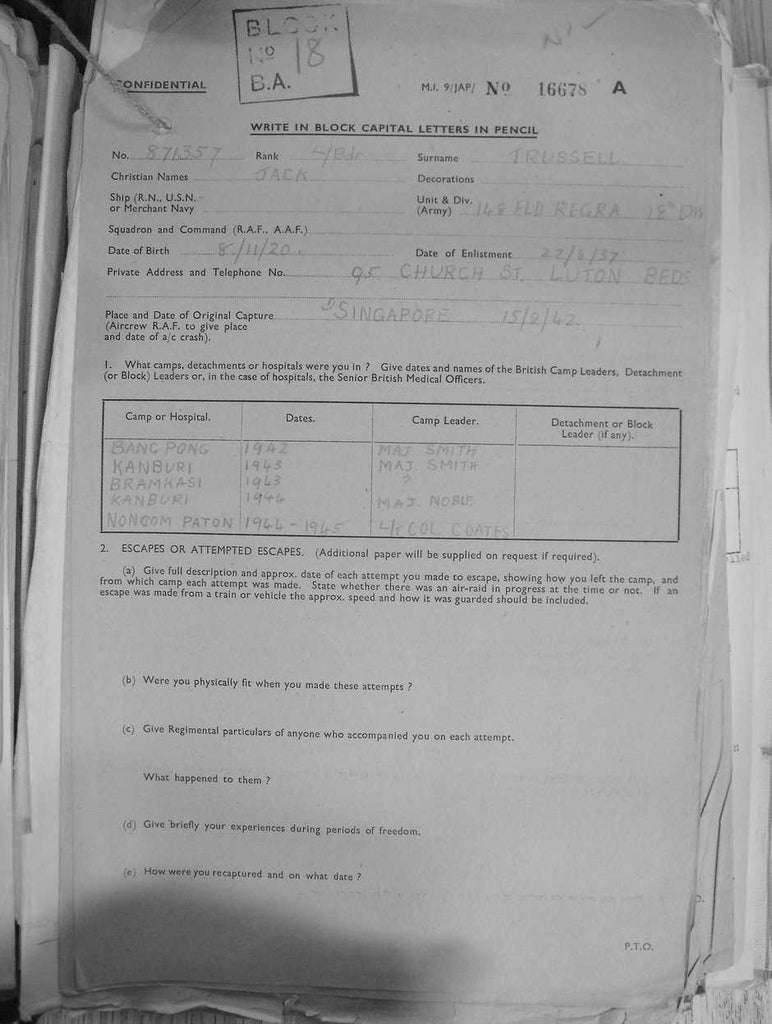 BLOCK
No 18
B.A.
NIL
CONFIDENTIAL
M.I. 9/JAP/ No 16678 A
WRITE IN BLOCK CAPITAL LETTERS IN PENCIL
No. 871357 Rank L/Bdr Surname TRUSSELL
Christian Names JACK Decorations
Ship (R.N., U.S.N. or Merchant Navy
Unit & Div. (Army) 148 FLD REGRA 18th DIV
Squadron and Command (R.A.F., A.A.F.)
Date of Birth 8/11/20. Date of Enlistment 22/8/37
Private Address and Telephone No. 95 CHURCH ST. LUTON BEDS
Place and Date of Original Capture SINGAPORE 15/2/42
(Aircrew R.A.F. to give place
and date of a/c crash).
1. What camps, detachments or hospitals were you in ? Give dates and names of the British Camp Leaders, Detachment
(or Block) Leaders or, in the case of hospitals, the Senior British Medical Officers.
Camp or Hospital. Dates. Camp Leader. Detachment or Block
Leader (if any).
BANG PONG 1942 MAJ SMITH
KANBURI 1943 MAJ. SMITH
BRAMKASI 1943 ?
KANBURI 1944 MAJ. NOBLE
NONCOM PATON 1944 - 1945 L/t COL. COATES
2. ESCAPES OR ATTEMPTED ESCAPES. (Additional paper will be supplied on request if required).
(a) Give full description and approx. date of each attempt you made to escape, showing how you left the camp, and
from which camp each attempt was made. State whether there was an air-raid in progress at the time or not. If an
escape was made from a train or vehicle the approx. speed and how it was guarded should be included.
(b) Were you physically fit when you made these attempts ?
(c) Give Regimental particulars of anyone who accompanied you on each attempt.
What happened to them ?
(d) Give briefly your experiences during periods of freedom.
(e) How were you recaptured and on what date ?
P.T.O.